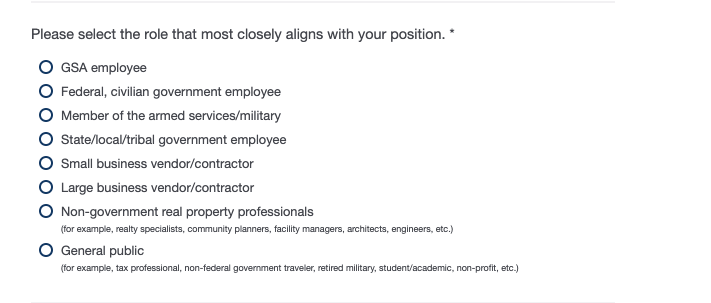 Please select the role that most closely aligns with your position. *
GSA employee
Federal, civilian government employee
Member of the armed services/military
State/local/tribal government employee
Small business vendor/contractor
Large business vendor/contractor
Non-government real property professionals
(for example, realty specialists, community planners, facility managers, architects, engineers, etc.)
General public
(for example, tax professional, non-federal government traveler, retired military, student/academic, non-profit, etc.)